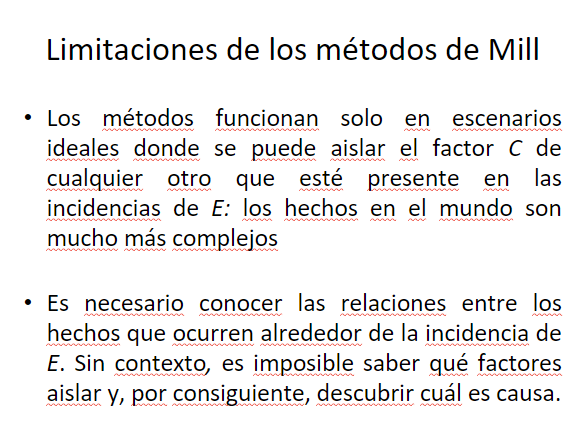 Limitaciones de los métodos de Mill
• Los métodos funcionan solo en escenarios
ideales donde se puede aislar el factor C de
cualquier otro que esté presente en las
incidencias de E: los hechos en el mundo son
mucho más complejos
• Es necesario conocer las relaciones entre los
hechos que ocurren alrededor de la incidencia de
E. Sin contexto, es imposible saber qué factores
aislar y, por consiguiente, descubrir cuál es causa.